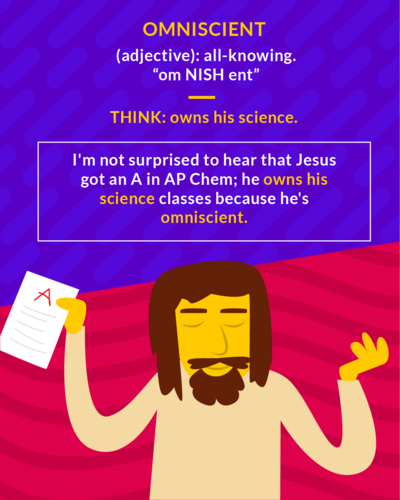 OMNISCIENT
(adjective): all-knowing.
“om NISH ent”
THINK: owns his science.
I'm not surprised to hear that Jesus
got an A in AP Chem; he owns his
science classes because he's
omniscient.
A